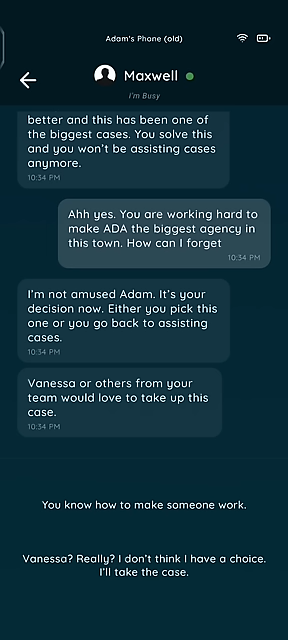 Adam's Phone (old)
Maxwell
I'm Busy
better and this has been one of
the biggest cases. You solve this
and you won't be assisting cases
anymore.
10:34 PM
Ahh yes. You are working hard to
make ADA the biggest agency in
this town. How can I forget
10:34 PM
I'm not amused Adam. It's your
decision now. Either you pick this
one or you go back to assisting
cases.
10:34 PM
Vanessa or others from your
team would love to take up this
case.
10:34 PM
You know how to make someone work.
Vanessa? Really? I don't think I have a choice.
I'll take the case.